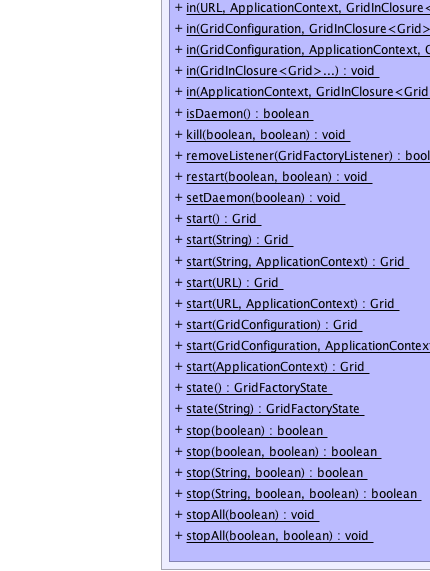 + in(URL, ApplicationContext, GridInClosure<
+ in(GridConfiguration, GridInClosure<Grid>
+ in(GridConfiguration, ApplicationContext, G
+ in(GridInClosure<Grid>...) : void
+ in(ApplicationContext, GridInClosure<Grid
+ isDaemon() : boolean
+ kill(boolean, boolean) : void
+ removeListener(GridFactoryListener) : bool
+ restart(boolean, boolean) : void
+ setDaemon(boolean) : void
+ start() : Grid
+ start(String) : Grid
+ start(String, ApplicationContext) : Grid
+ start(URL) : Grid
+ start(URL, ApplicationContext) : Grid
+ start(GridConfiguration) : Grid
+ start(GridConfiguration, ApplicationContex
+ start(ApplicationContext) : Grid
+ state() : GridFactoryState
+ state(String) : GridFactoryState
+ stop(boolean) : boolean
+ stop(boolean, boolean) : boolean
+ stop(String, boolean) : boolean
+ stop(String, boolean, boolean) : boolean
+ stopAll(boolean) : void
+ stopAll(boolean, boolean) : void